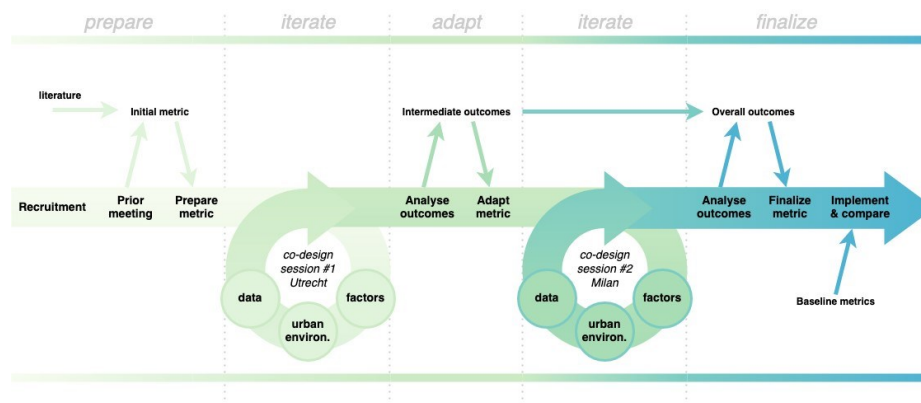 prepare
iterate
adapt
iterate
finalize
literature
Initial metric
Intermediate outcomes
Overall outcomes
Recruitment
Prior
meeting
Prepare
metric
Analyse
outcomes
Adapt
metric
Analyse
outcomes
Finalize
metric
Implement
& compare
co-design
session #1
Utrecht
data
urban
environ.
factors
co-design
session #2
Milan
data
urban
environ.
factors
Baseline metrics